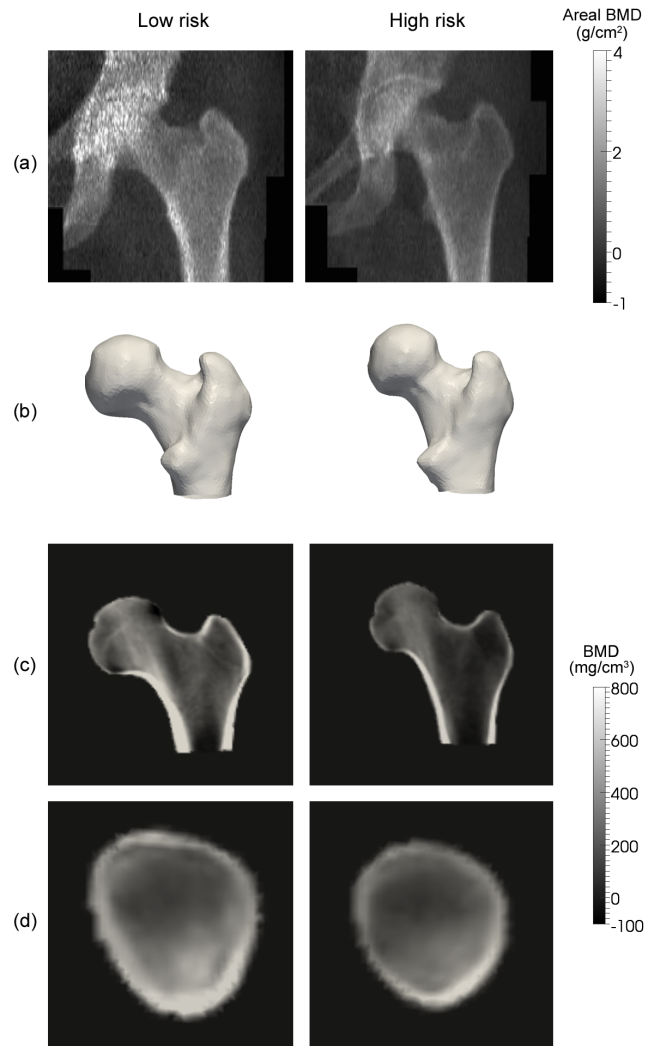 Low risk
High risk
Areal BMD
(g/cm²)
4
2
0
-1
(a)
(b)
(c)
BMD
(mg/cm³)
800
600
400
200
0
-100
(d)